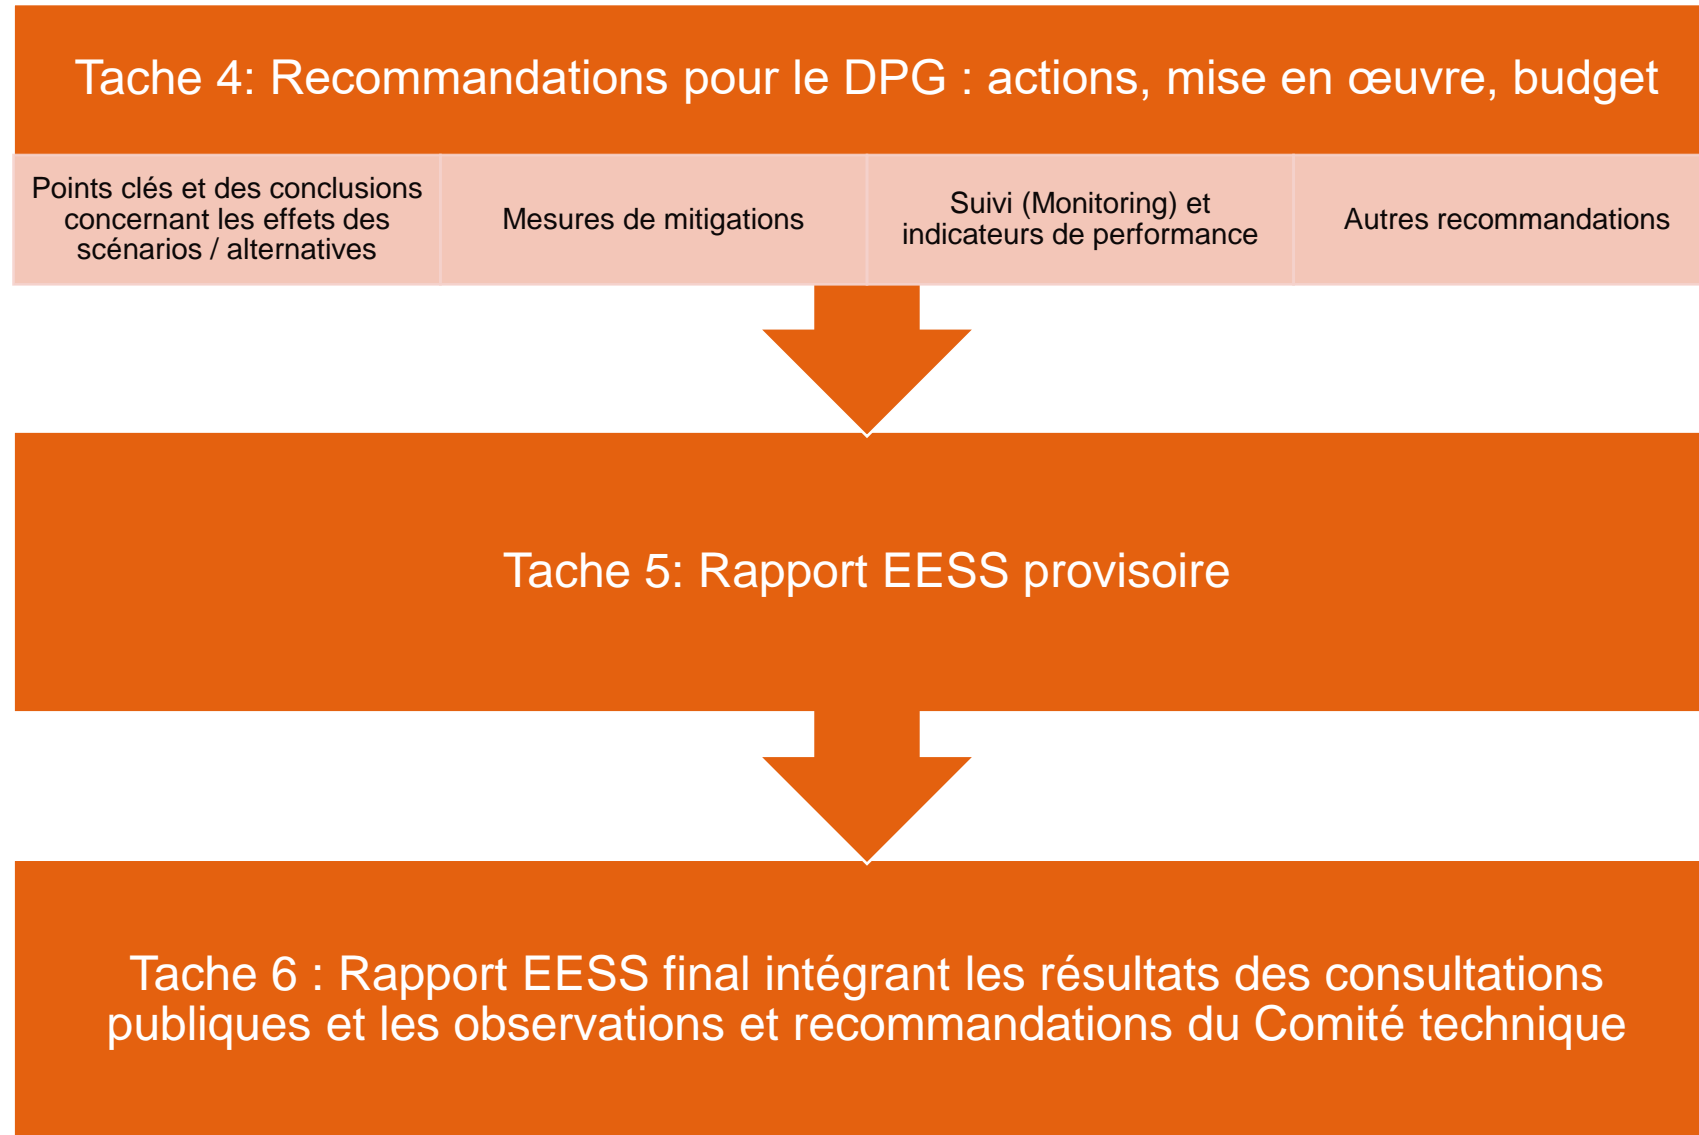 Tache 4: Recommandations pour le DPG : actions, mise en œuvre, budget
Points clés et des conclusions
concernant les effets des
scénarios / alternatives
Mesures de mitigations
Suivi (Monitoring) et
indicateurs de performance
Autres recommandations
Tache 5: Rapport EESS provisoire
Tache 6 : Rapport EESS final intégrant les résultats des consultations
publiques et les observations et recommandations du Comité technique